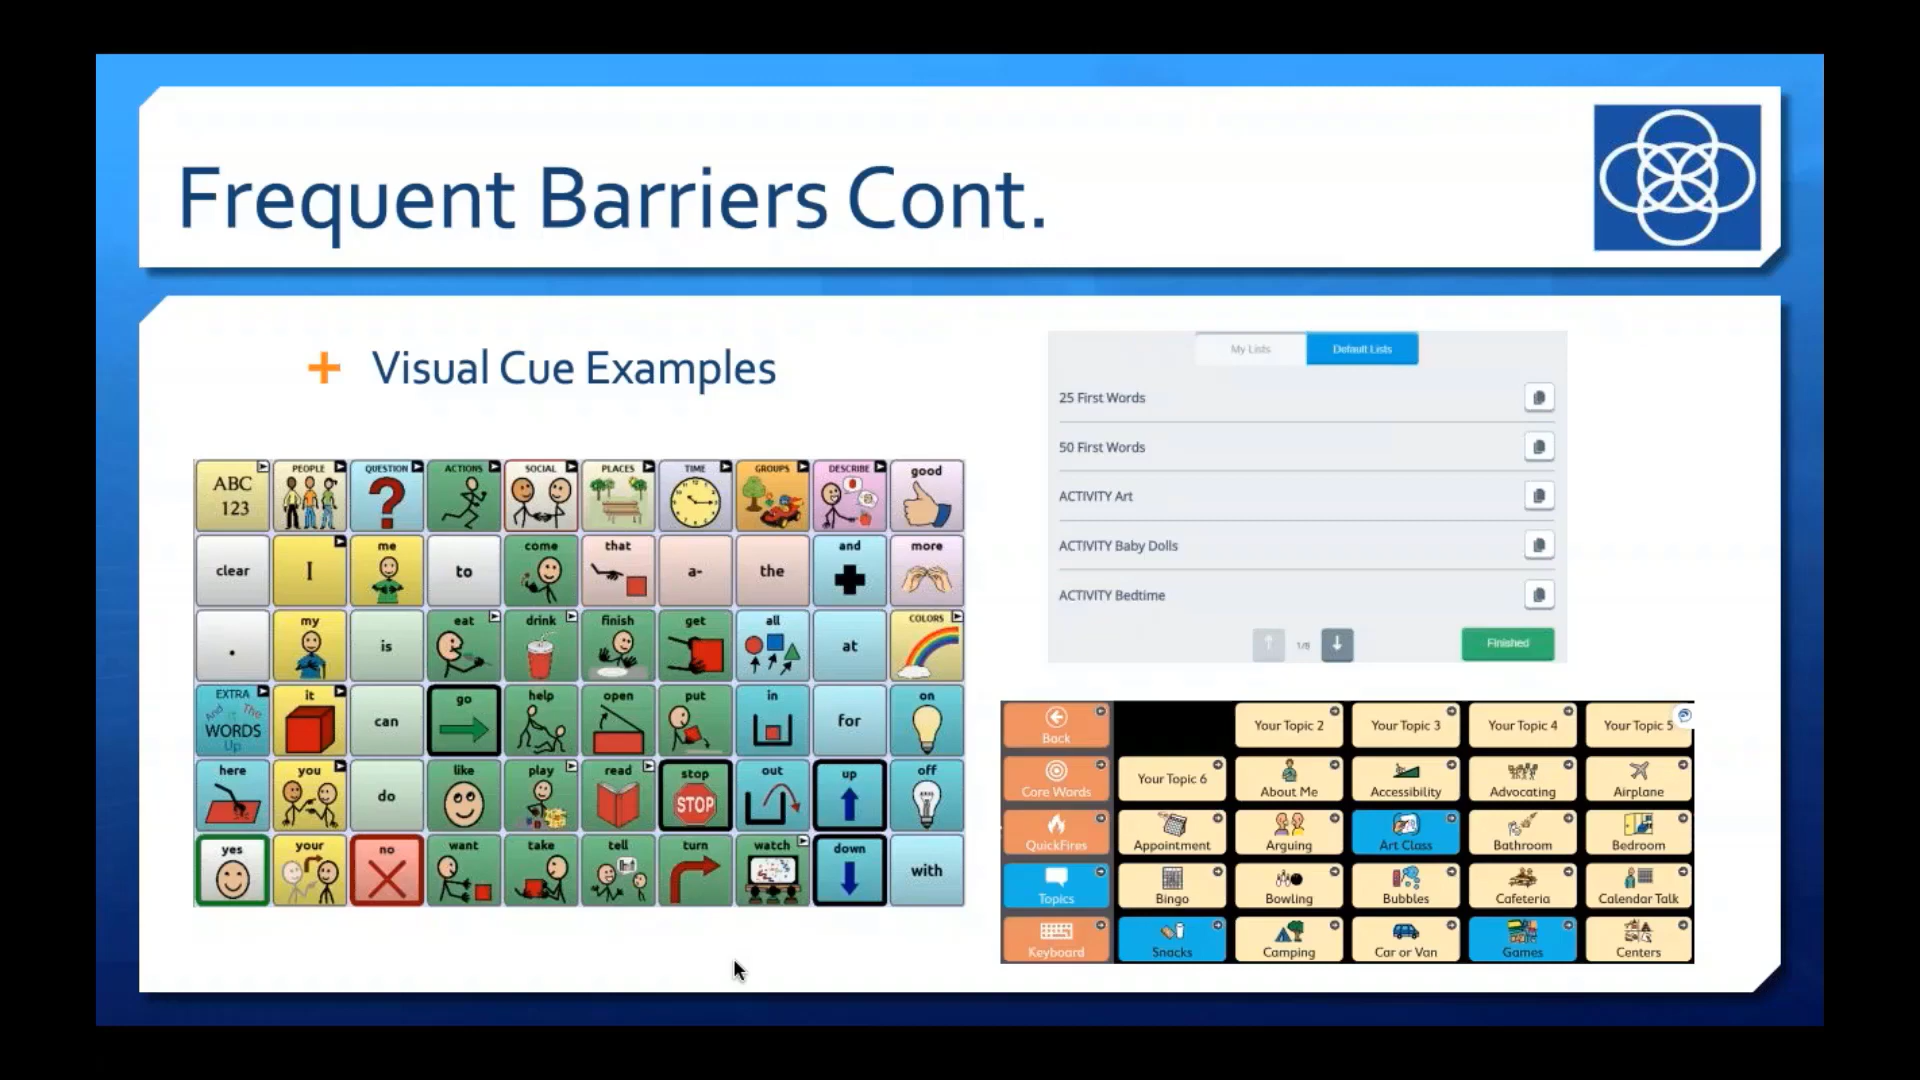 Frequent Barriers Cont.
Visual Cue Examples
ABC 123
PEOPLE
QUESTION
ACTIONS
SOCIAL
PLACES
TIME
GROUPS
DESCRIBE
good
clear
I
me
to
come
that
a-
the
and
more
.
my
is
eat
drink
finish
get
all
at
COLORS
EXTRA And it The WORDS Up
it
can
go
help
open
put
in
for
on
here
you
do
like
play
read
stop STOP
out
up
off
yes
your
no
want
take
tell
turn
watch
down
with
My Lists
Default Lists
25 First Words
50 First Words
ACTIVITY Art
ACTIVITY Baby Dolls
ACTIVITY Bedtime
Finished
Back
Your Topic 2
Your Topic 3
Your Topic 4
Your Topic 5
Core Words
Your Topic 6
About Me
Accessibility
Advocating
Airplane
QuickFires
Appointment
Arguing
Art Class
Bathroom
Bedroom
Topics
Bingo
Bowling
Bubbles
Cafeteria
Calendar Talk
Keyboard
Snacks
Camping
Car or Van
Games
Centers